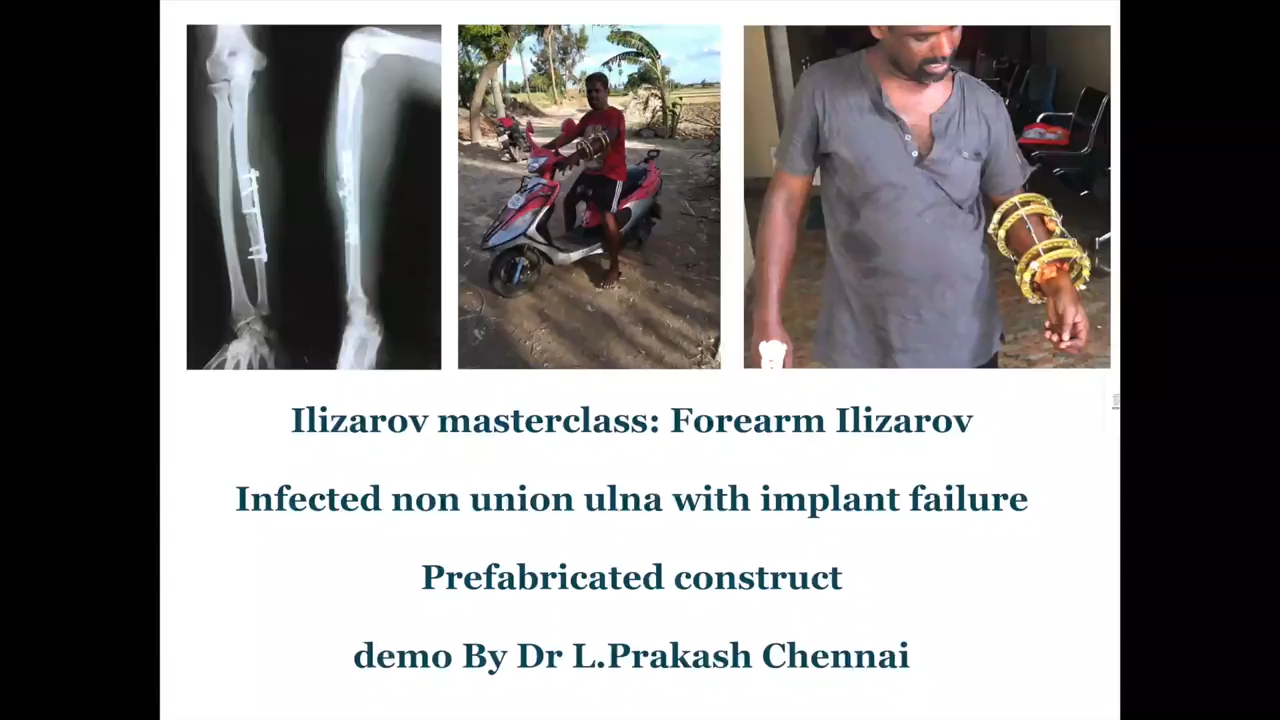 Ilizarov masterclass: Forearm Ilizarov
Infected non union ulna with implant failure
Prefabricated construct
demo By Dr L.Prakash Chennai